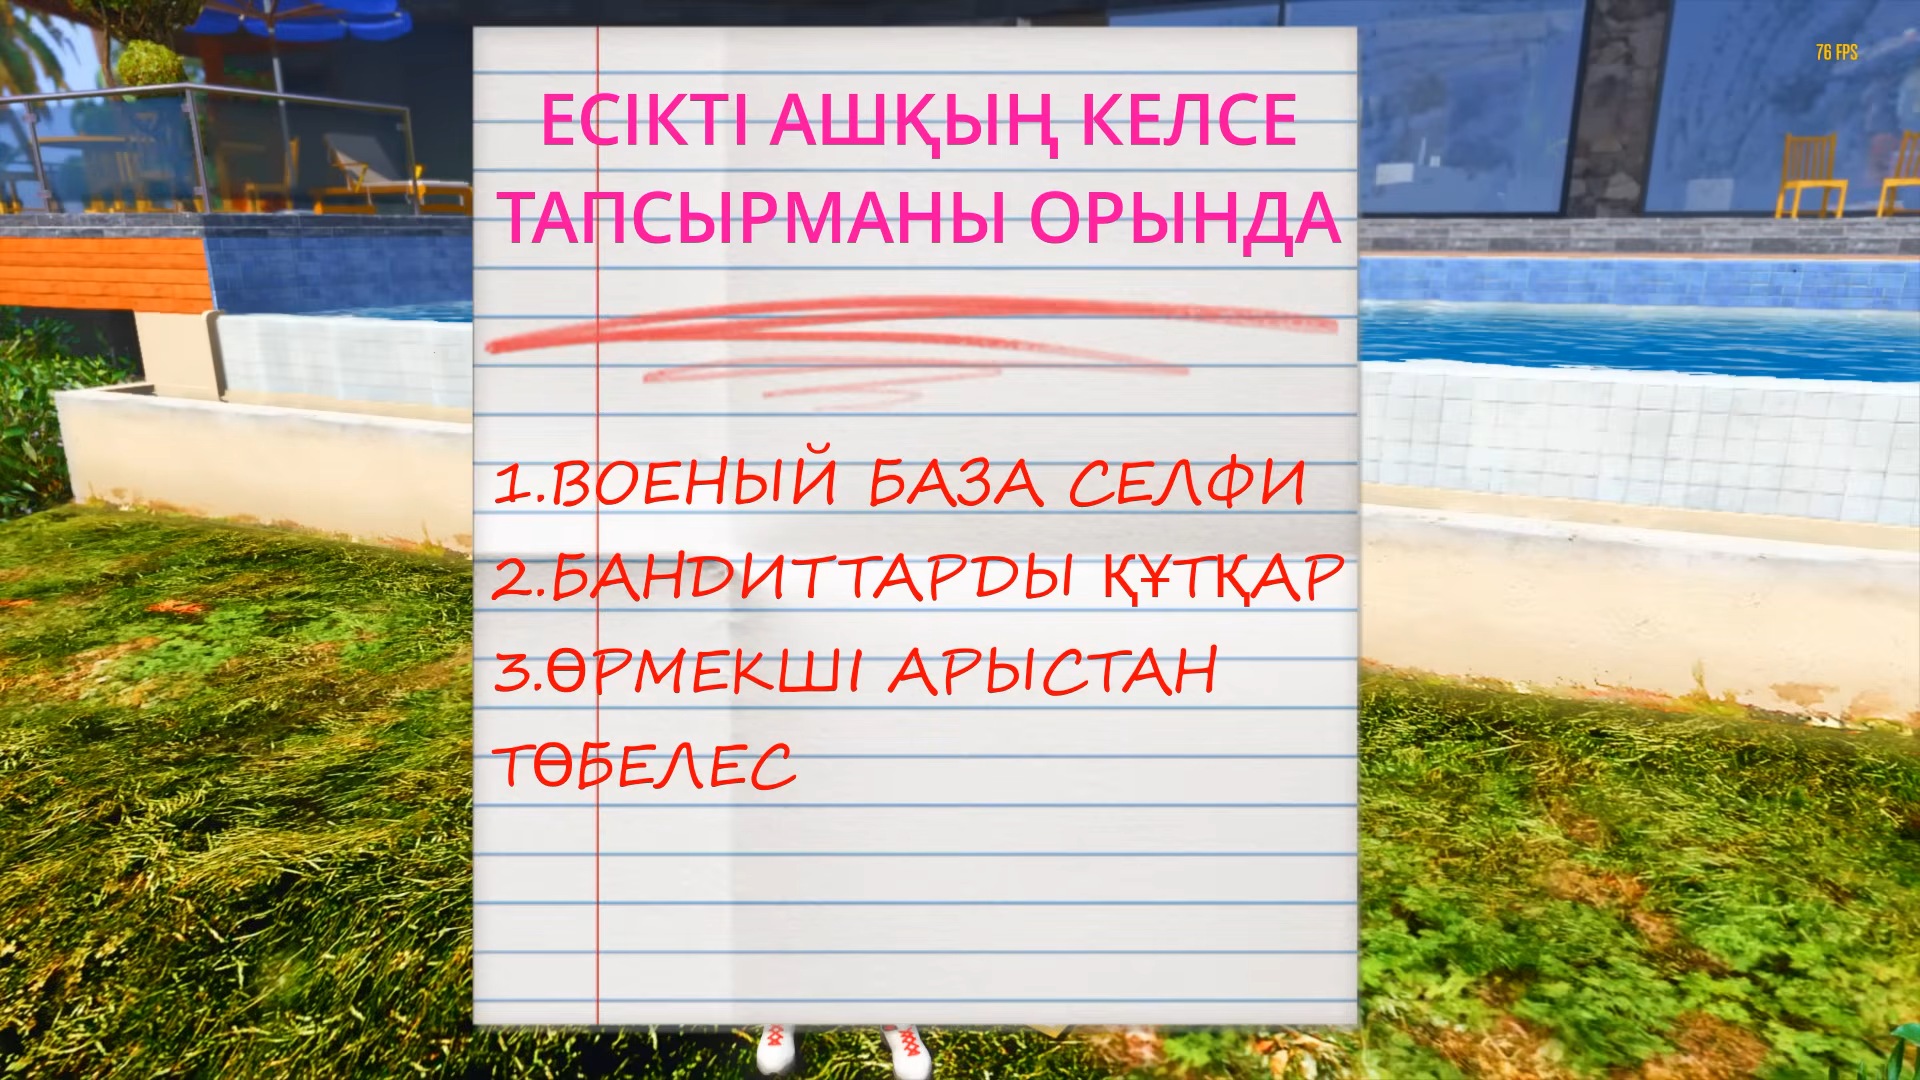 76 FPS
ЕСІКТІ АШҚЫҢ КЕЛСЕ
ТАПСЫРМАНЫ ОРЫНДА
1.ВОЕНЫЙ БАЗА СЕЛФИ
2.БАНДИТТАРДЫ ҚҰТҚАР
3.ӨРМЕКШІ АРЫСТАН
ТӨБЕЛЕС